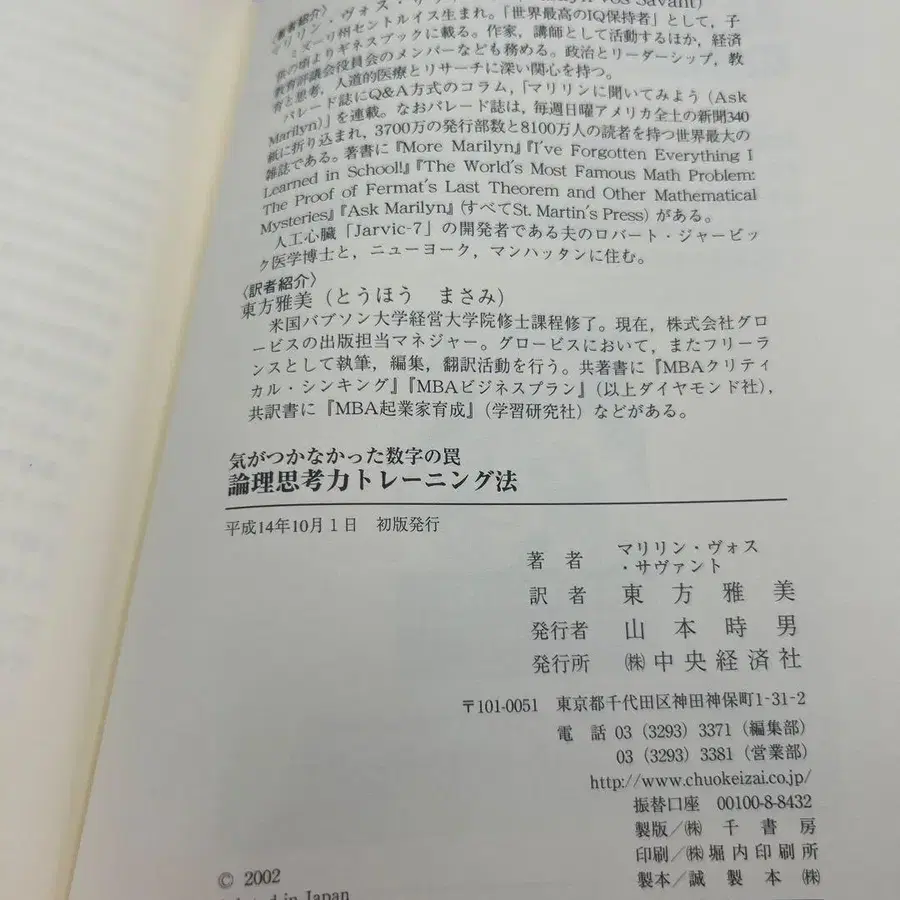 〈著者紹介〉
マリリン・ヴォス・サヴァント
ミズーリ州セントルイス生まれ。「世界最高のIQ保持者」として，子
供の頃よりギネスブックに載る。作家，講師として活動するほか，経済
教育評議会役員会のメンバーなども務める。政治とリーダーシップ，教
育と思考，人道的医療とリサーチに深い関心を持つ。
パレード誌にQ&A方式のコラム，「マリリンに聞いてみよう (Ask
Marilyn)」を連載。なおパレード誌は，毎週日曜アメリカ全土の新聞340
紙に折り込まれ，3700万の発行部数と8100万人の読者を持つ世界最大の
雑誌である。著書に『More Marilyn』『I've Forgotten Everything I
Learned in School!』『The World's Most Famous Math Problem:
The Proof of Fermat's Last Theorem and Other Mathematical
Mysteries』『Ask Marilyn』(すべてSt. Martin's Press) がある。
人工心臓「Jarvic-7」の開発者である夫のロバート・ジャービッ
ク医学博士と，ニューヨーク，マンハッタンに住む。
〈訳者紹介〉
東方雅美（とうほう まさみ）
米国バブソン大学経営大学院修士課程修了。現在，株式会社グロ
ービスの出版担当マネジャー。グロービスにおいて，またフリーラ
ンスとして執筆，編集，翻訳活動を行う。共著書に『MBAクリティ
カル・シンキング』『MBAビジネスプラン』（以上ダイヤモンド社），
共訳書に『MBA起業家育成』（学習研究社）などがある。
気がつかなかった数字の罠
論理思考力トレーニング法
平成14年10月1日 初版発行
著者 マリリン・ヴォス
・サヴァント
訳者 東方雅美
発行者 山本時男
発行所 ㈱中央経済社
〒101-0051 東京都千代田区神田神保町1-31-2
電話 03 (3293) 3371（編集部）
03 (3293) 3381（営業部）
http://www.chuokeizai.co.jp/
振替口座 00100-8-8432
製版／㈱千書房
印刷／㈱堀内印刷所
製本／誠製本㈱
© 2002
Printed in Japan